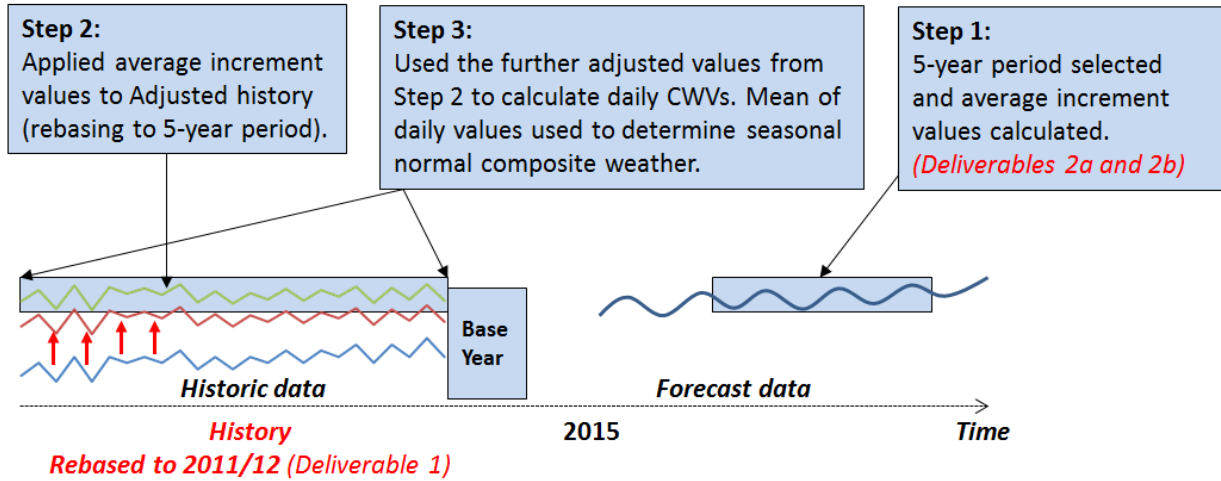 Step 2:
Applied average increment
values to Adjusted history
(rebasing to 5-year period).
Step 3:
Used the further adjusted values from
Step 2 to calculate daily CWVs. Mean of
daily values used to determine seasonal
normal composite weather.
Step 1:
5-year period selected
and average increment
values calculated.
(Deliverables 2a and 2b)
Base
Year
Historic data
Forecast data
History
2015
Time
Rebased to 2011/12 (Deliverable 1)